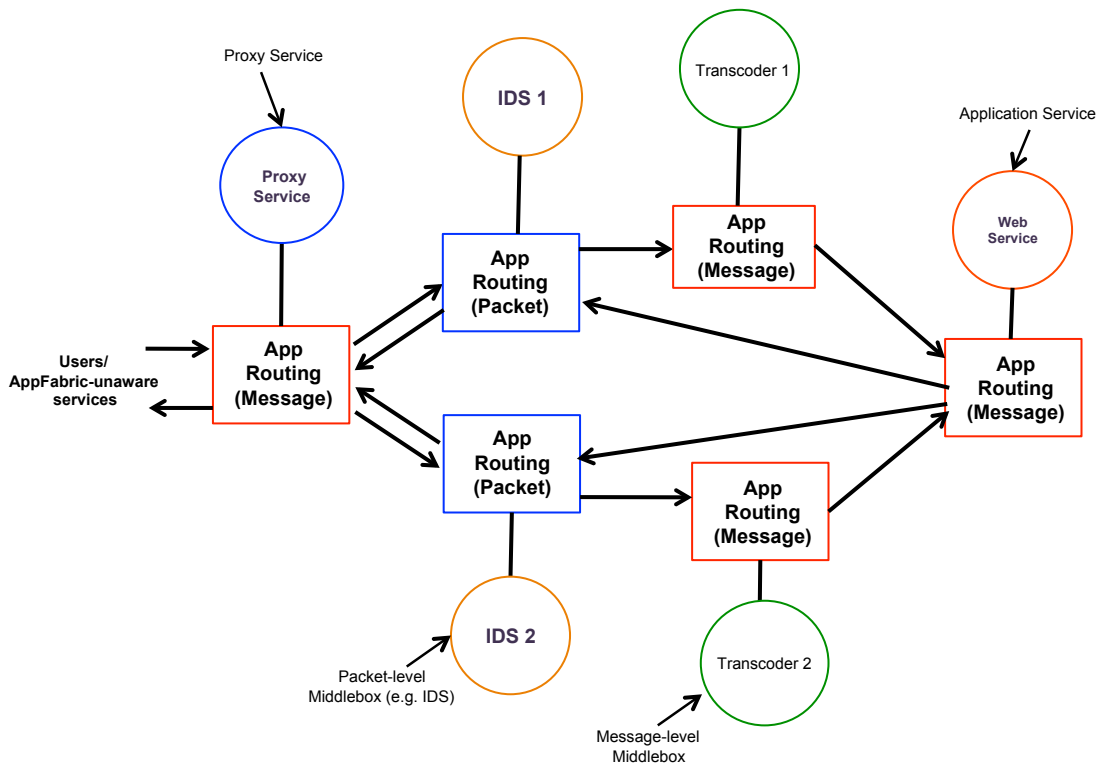 Proxy Service
IDS 1
Transcoder 1
Application Service
Proxy
Service
Web
Service
App
Routing
(Packet)
App
Routing
(Message)
Users/
AppFabric-unaware
services
App
Routing
(Message)
App
Routing
(Message)
App
Routing
(Packet)
App
Routing
(Message)
IDS 2
Transcoder 2
Packet-level
Middlebox (e.g. IDS)
Message-level
Middlebox